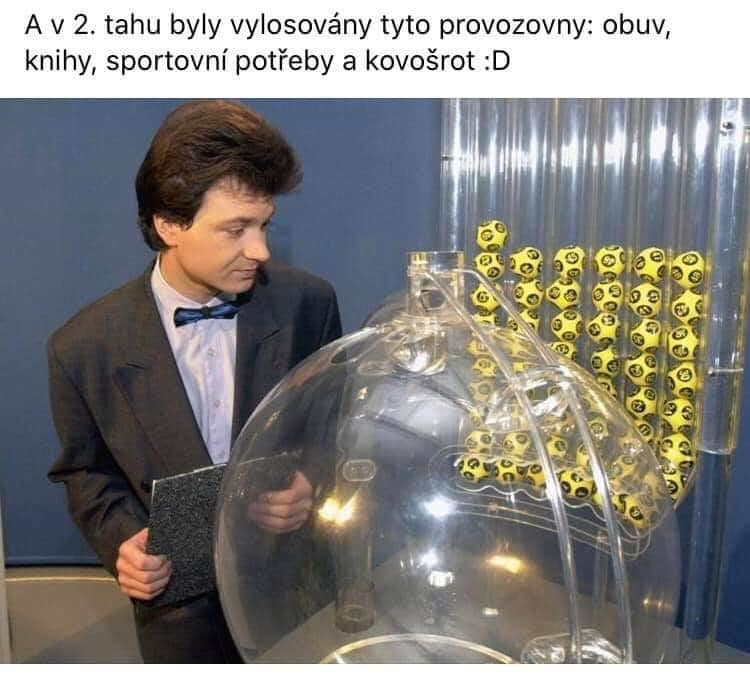 A v 2. tahu byly vylosovány tyto provozovny: obuv,
knihy, sportovní potřeby a kovošrot :D